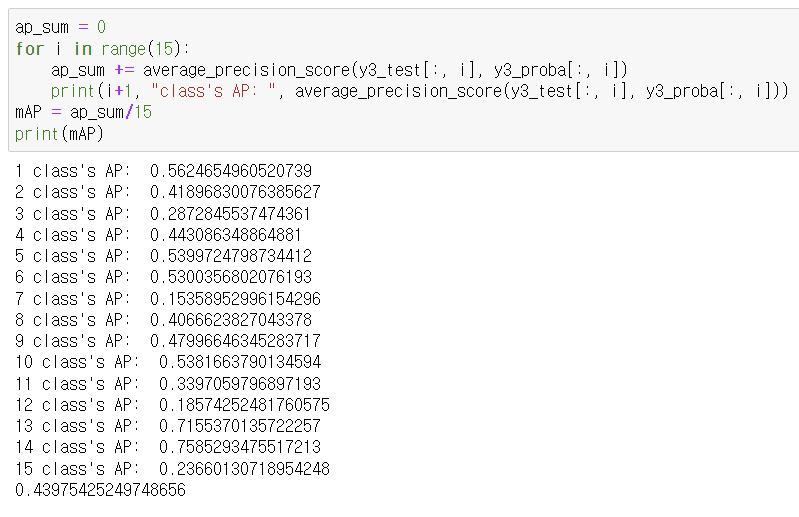 ap_sum = 0
for i in range(15):
    ap_sum += average_precision_score(y3_test[:, i], y3_proba[:, i])
    print(i+1, "class's AP: ", average_precision_score(y3_test[:, i], y3_proba[:, i]))
mAP = ap_sum/15
print(mAP)
1 class's AP:  0.5624654960520739
2 class's AP:  0.41896830076385627
3 class's AP:  0.2872845537474361
4 class's AP:  0.443086348864881
5 class's AP:  0.5399724798734412
6 class's AP:  0.5300356802076193
7 class's AP:  0.15358952996154296
8 class's AP:  0.4066623827043378
9 class's AP:  0.47996646345283717
10 class's AP:  0.5381663790134594
11 class's AP:  0.3397059796897193
12 class's AP:  0.18574252481760575
13 class's AP:  0.7155370135722257
14 class's AP:  0.7585293475517213
15 class's AP:  0.23660130718954248
0.43975425249748656